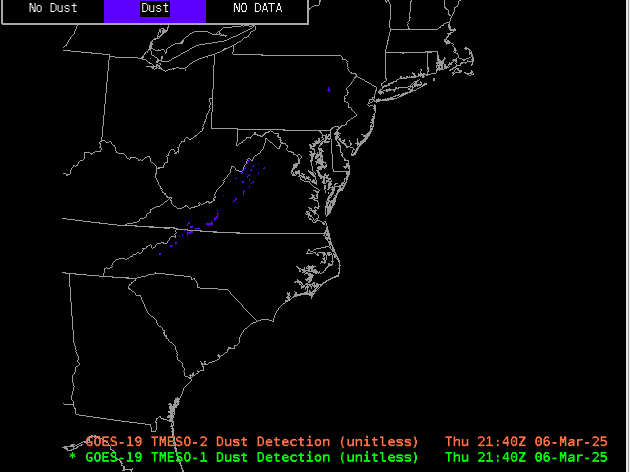 No Dust Dust NO DATA
GOES-19 TMESO-2 Dust Detection (unitless) Thu 21:40Z 06-Mar-25
* GOES-19 TMESO-1 Dust Detection (unitless) Thu 21:40Z 06-Mar-25